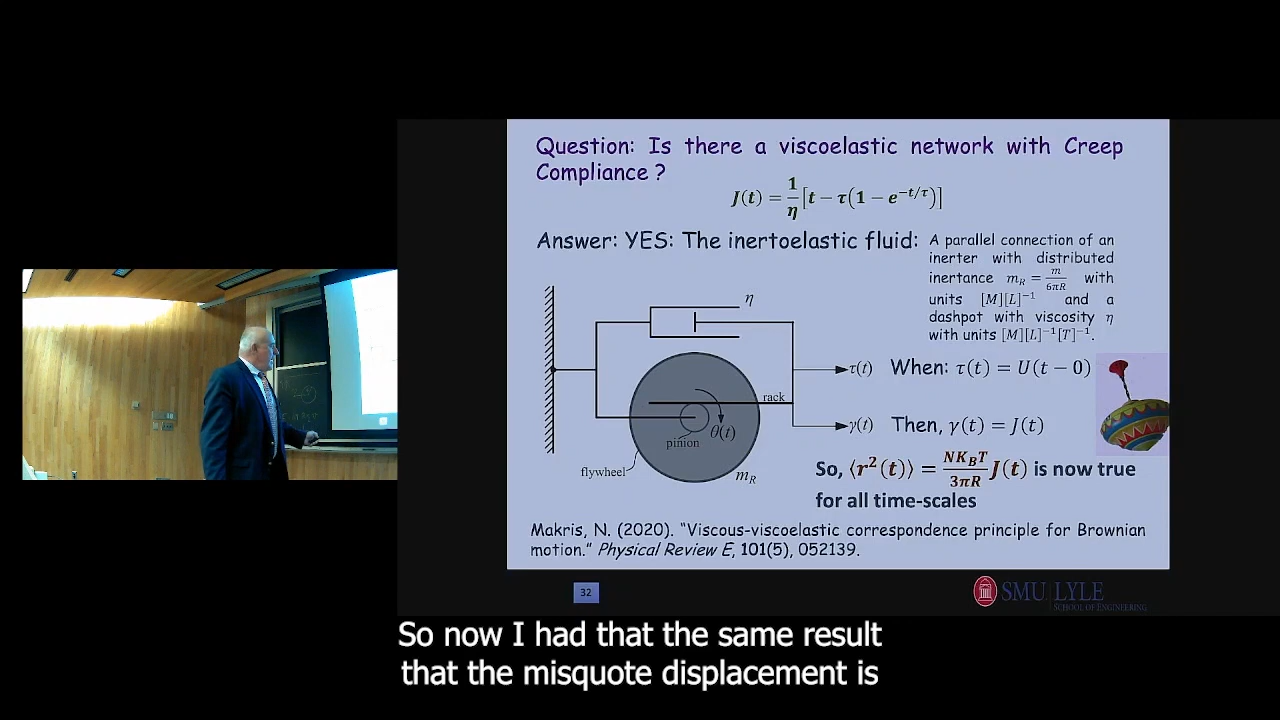 Question: Is there a viscoelastic network with Creep
Compliance ?
J(t) = 1/η [t − τ(1 − e^{−t/τ})]
Answer: YES: The inertoelastic fluid:
A parallel connection of an
inerter with distributed
inertance m_R = m/6πR with
units [M][L]^{−1} and a
dashpot with viscosity η
with units [M][L]^{−1}[T]^{−1}.
η
τ(t)
When: τ(t) = U(t − 0)
rack
γ(t)
Then, γ(t) = J(t)
θ(t)
pinion
flywheel
m_R
So, ⟨r²(t)⟩ = NK_BT/3πR J(t) is now true
for all time-scales
Makris, N. (2020). “Viscous-viscoelastic correspondence principle for Brownian
motion.” Physical Review E, 101(5), 052139.
32
SMU LYLE
SCHOOL OF ENGINEERING
So now I had that the same result
that the misquote displacement is